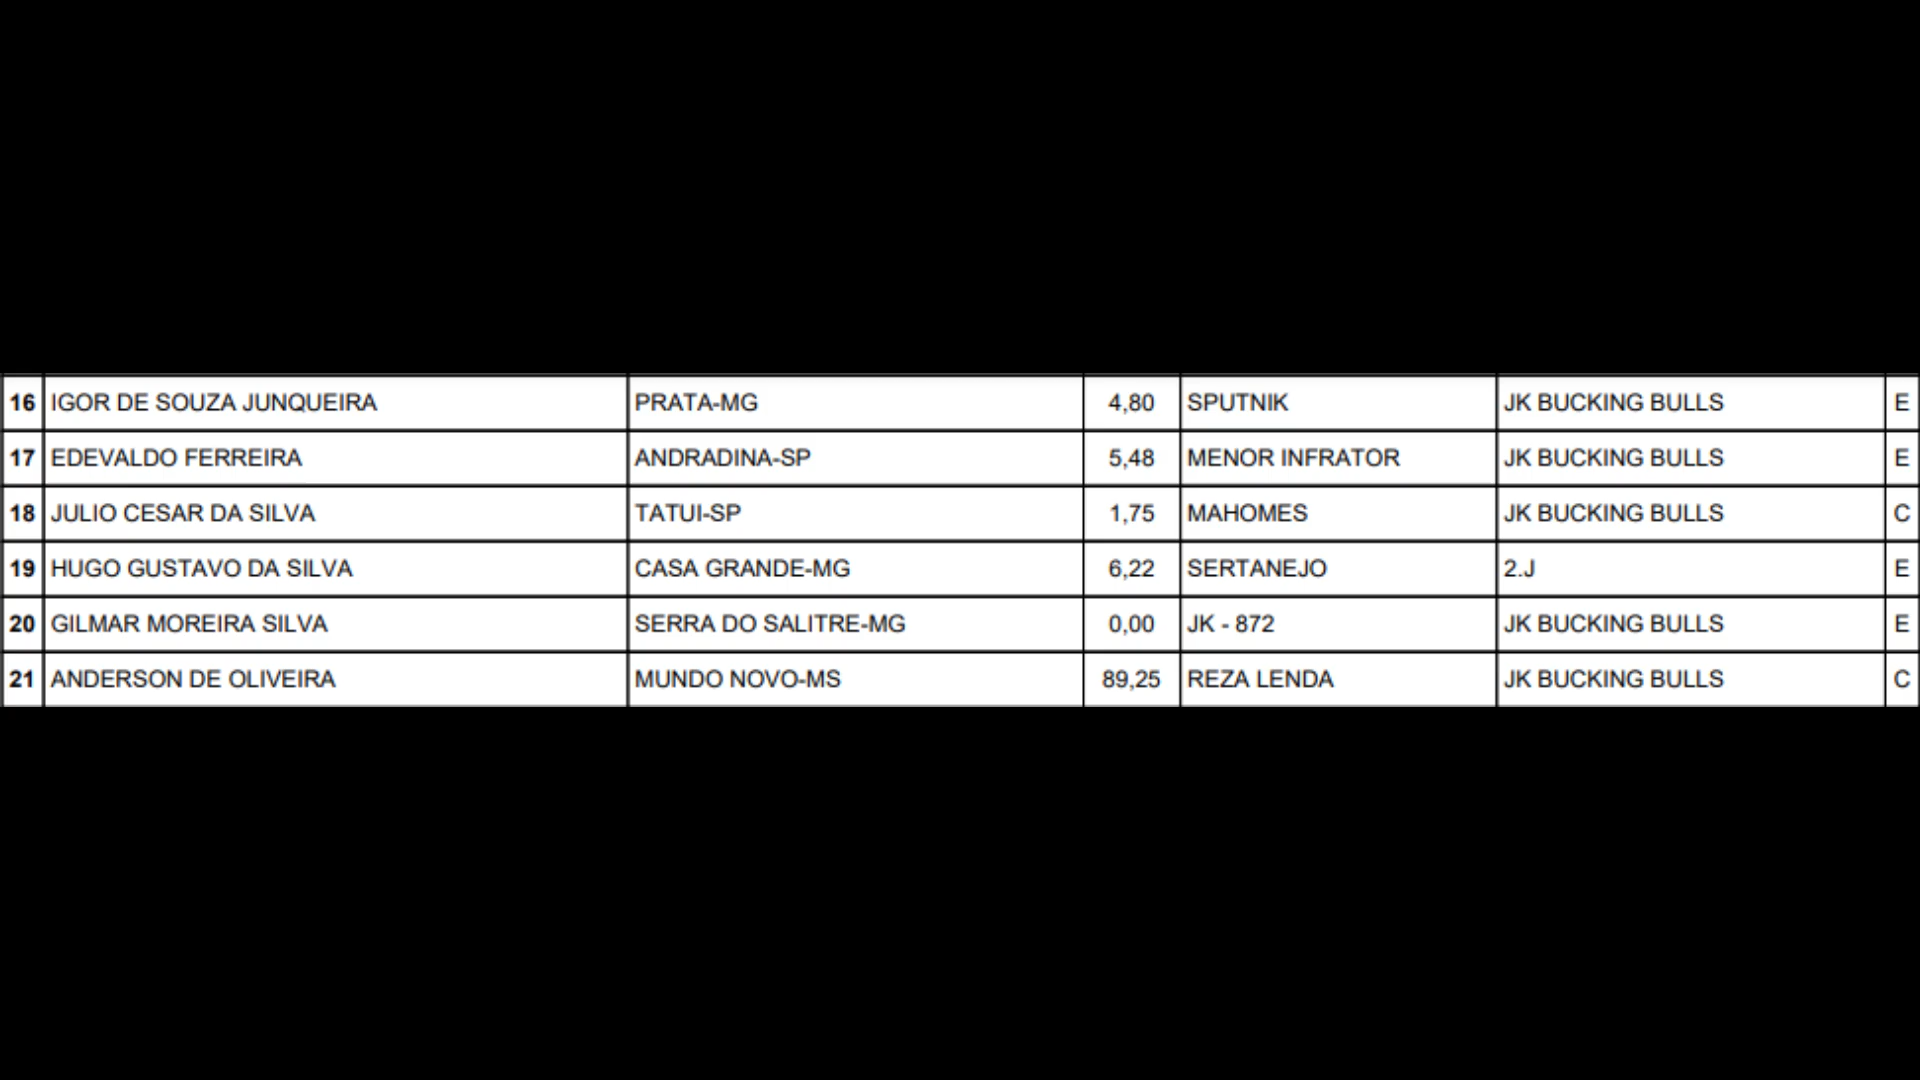 16 IGOR DE SOUZA JUNQUEIRA PRATA-MG 4,80 SPUTNIK JK BUCKING BULLS E
17 EDEVALDO FERREIRA ANDRADINA-SP 5,48 MENOR INFRATOR JK BUCKING BULLS E
18 JULIO CESAR DA SILVA TATUI-SP 1,75 MAHOMES JK BUCKING BULLS C
19 HUGO GUSTAVO DA SILVA CASA GRANDE-MG 6,22 SERTANEJO 2.J E
20 GILMAR MOREIRA SILVA SERRA DO SALITRE-MG 0,00 JK - 872 JK BUCKING BULLS E
21 ANDERSON DE OLIVEIRA MUNDO NOVO-MS 89,25 REZA LENDA JK BUCKING BULLS C